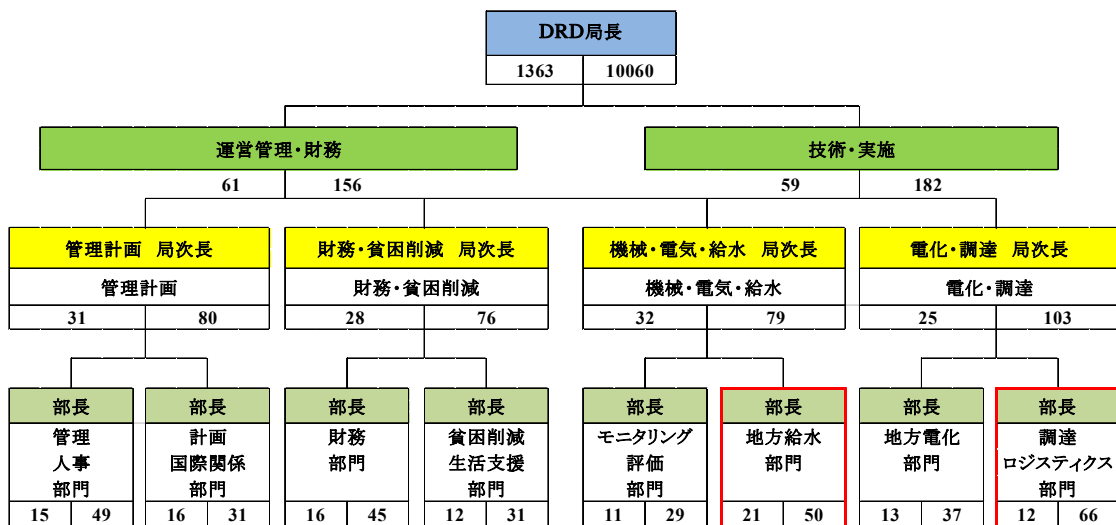 DRD局長
1363 10060
運営管理・財務 技術・実施
61 156 59 182
管理計画 局次長 財務・貧困削減 局次長 機械・電気・給水 局次長 電化・調達 局次長
管理計画 財務・貧困削減 機械・電気・給水 電化・調達
31 80 28 76 32 79 25 103
部長 部長 部長 部長 部長 部長 部長 部長
管理 計画 財務 貧困削減 モニタリング 地方給水 地方電化 調達
人事 国際関係 部門 生活支援 評価 部門 部門 ロジスティクス
部門 部門 部門 部門 部門
15 49 16 31 16 45 12 31 11 29 21 50 13 37 12 66